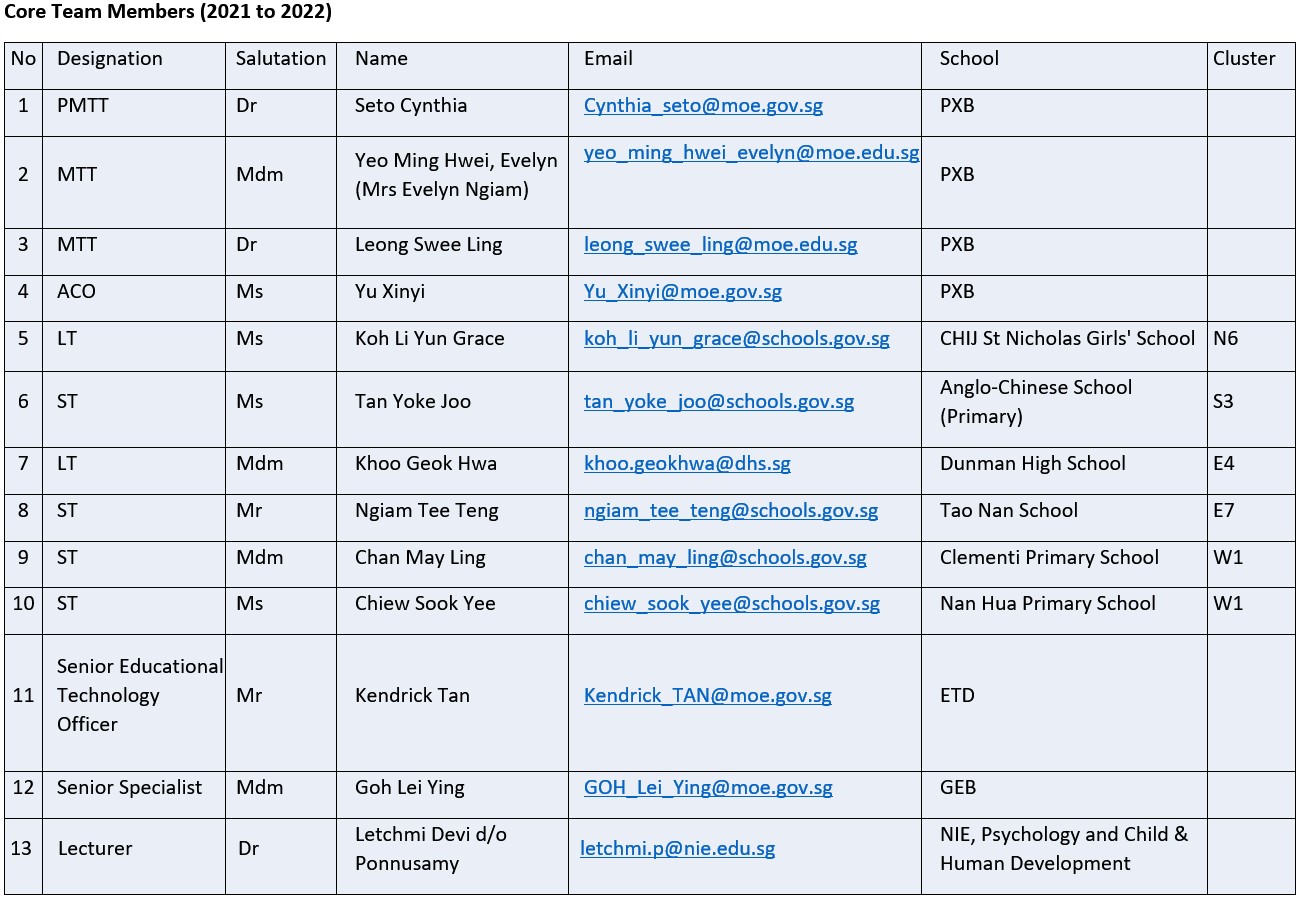 Core Team Members (2021 to 2022)
No Designation Salutation Name Email School Cluster
1 PMTT Dr Seto Cynthia Cynthia_seto@moe.gov.sg PXB
2 MTT Mdm Yeo Ming Hwei, Evelyn yeo_ming_hwei_evelyn@moe.edu.sg PXB
(Mrs Evelyn Ngiam)
3 MTT Dr Leong Swee Ling leong_swee_ling@moe.edu.sg PXB
4 ACO Ms Yu Xinyi Yu_Xinyi@moe.gov.sg PXB
5 LT Ms Koh Li Yun Grace koh_li_yun_grace@schools.gov.sg CHIJ St Nicholas Girls' School N6
6 ST Ms Tan Yoke Joo tan_yoke_joo@schools.gov.sg Anglo-Chinese School S3
(Primary)
7 LT Mdm Khoo Geok Hwa khoo.geokhwa@dhs.sg Dunman High School E4
8 ST Mr Ngiam Tee Teng ngiam_tee_teng@schools.gov.sg Tao Nan School E7
9 ST Mdm Chan May Ling chan_may_ling@schools.gov.sg Clementi Primary School W1
10 ST Ms Chiew Sook Yee chiew_sook_yee@schools.gov.sg Nan Hua Primary School W1
Senior Educational
11 Technology Mr Kendrick Tan Kendrick_TAN@moe.gov.sg ETD
Officer
12 Senior Specialist Mdm Goh Lei Ying GOH_Lei_Ying@moe.gov.sg GEB
13 Lecturer Dr Letchmi Devi d/o letchmi.p@nie.edu.sg NIE, Psychology and Child &
Ponnusamy Human Development